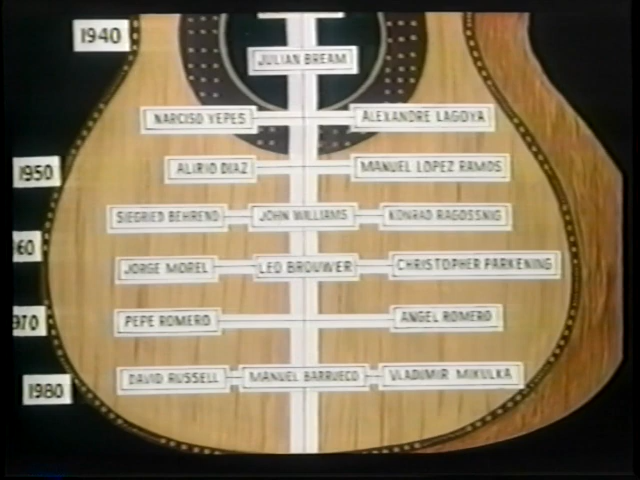 1940
JULIAN BREAM
NARCISO YEPES
ALEXANDRE LAGOYA
1950
ALIRIO DIAZ
MANUEL LOPEZ RAMOS
SIEGRIED BEHREND
JOHN WILLIAMS
KONRAD RAGOSSNIG
60
JORGE MOREL
LEO BROUWER
CHRISTOPHER PARKENING
970
PEPE ROMERO
ANGEL ROMERO
1980
DAVID RUSSELL
MANUEL BARRUECO
VLADIMIR MIKULKA